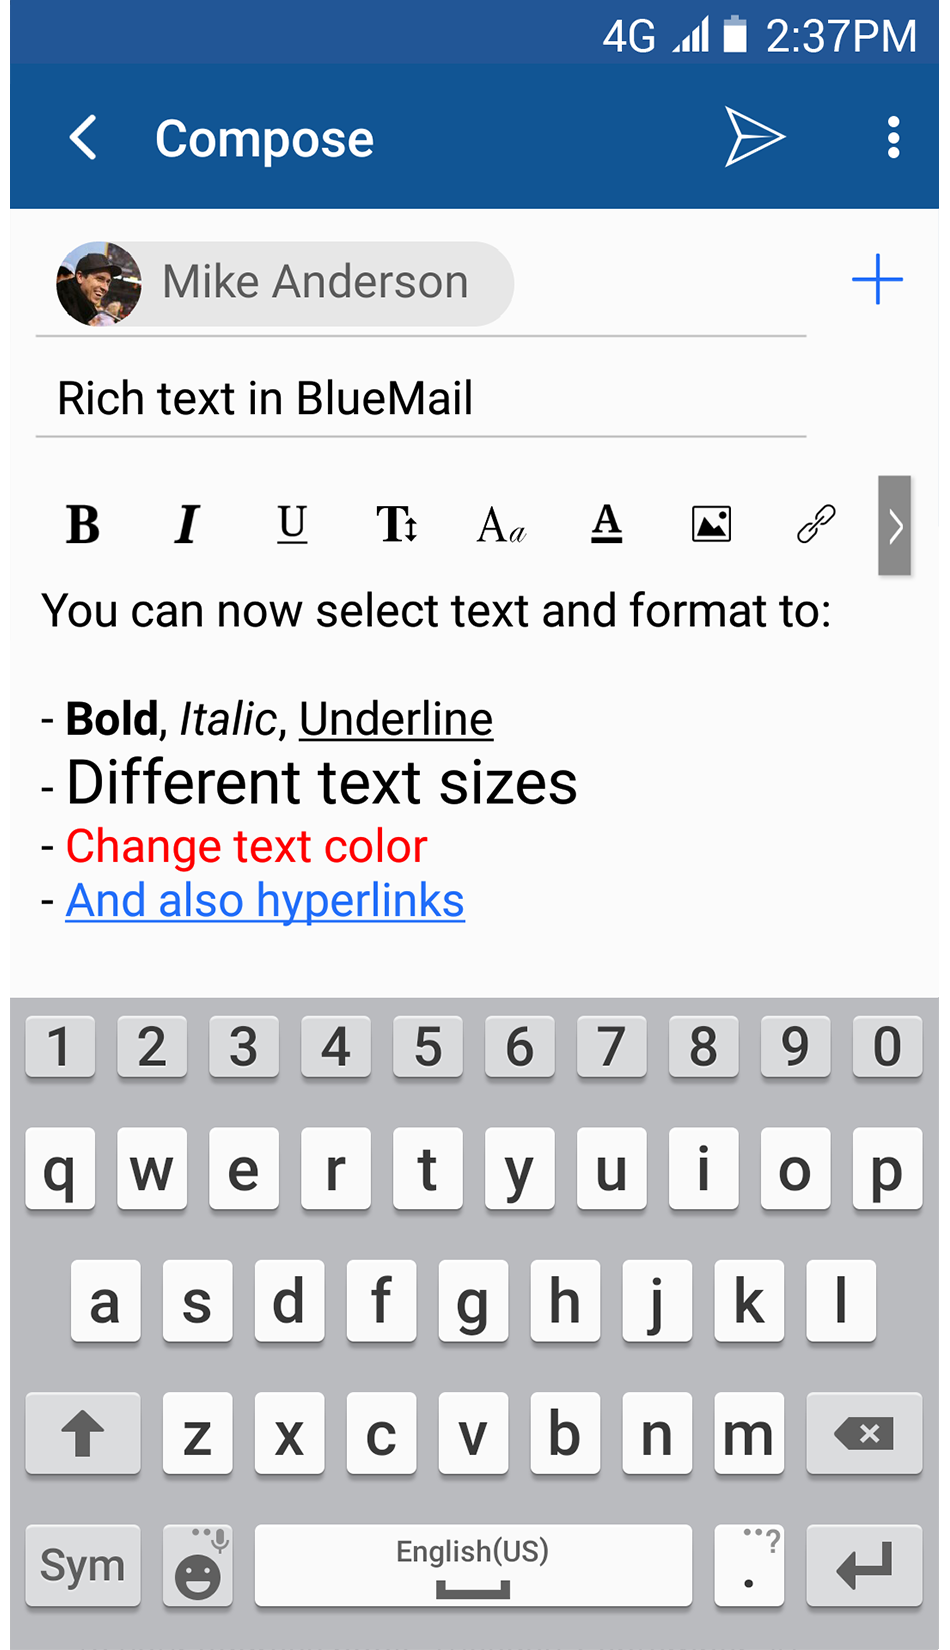 4G 2:37PM
Compose
Mike Anderson
Rich text in BlueMail
B I U T Aa A
You can now select text and format to:
- Bold, Italic, Underline
- Different text sizes
- Change text color
- And also hyperlinks
1 2 3 4 5 6 7 8 9 0
q w e r t y u i o p
a s d f g h j k l
z x c v b n m
Sym English(US) . ?